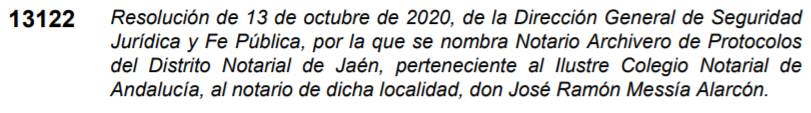 13122 Resolución de 13 de octubre de 2020, de la Dirección General de Seguridad
Jurídica y Fe Pública, por la que se nombra Notario Archivero de Protocolos
del Distrito Notarial de Jaén, perteneciente al Ilustre Colegio Notarial de
Andalucía, al notario de dicha localidad, don José Ramón Messía Alarcón.